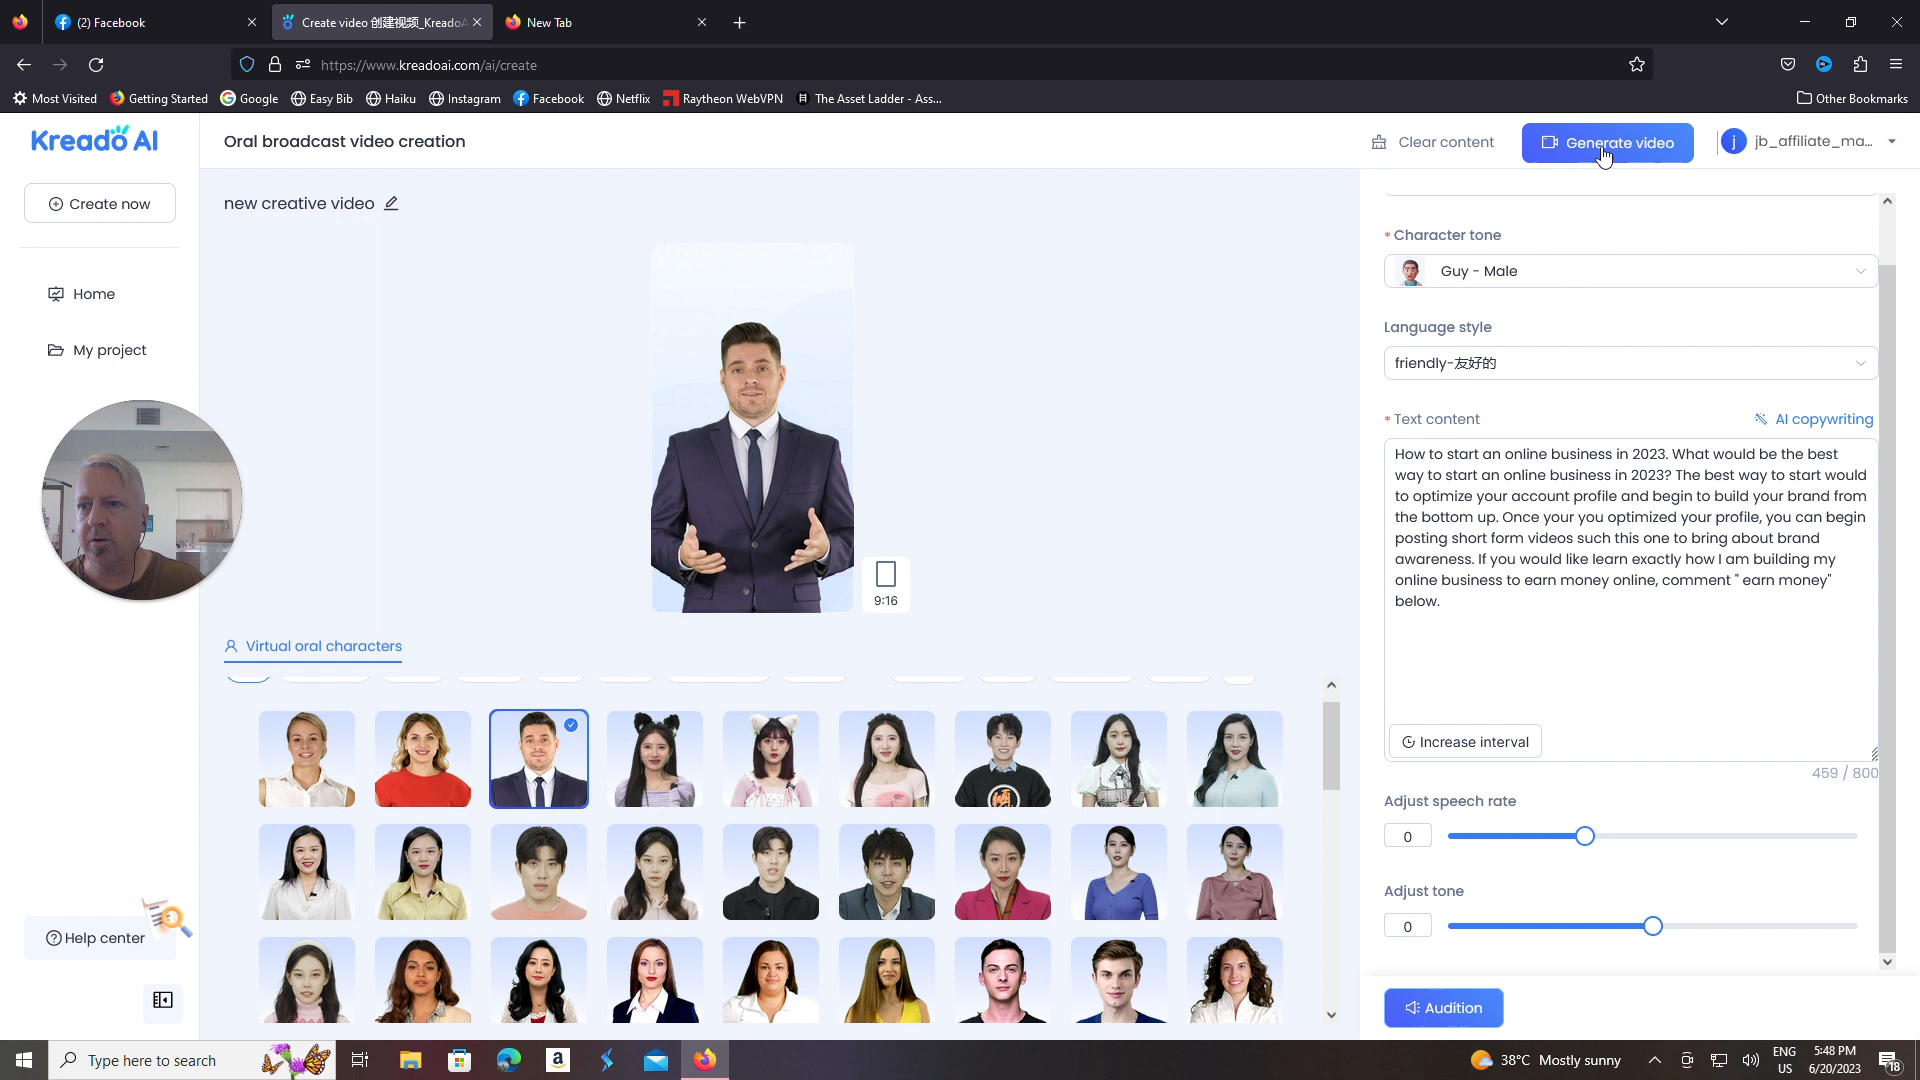 (2) Facebook
Create video 创建视频_KreadoA
New Tab
https://www.kreadoai.com/ai/create
Most Visited
Getting Started
Google
Easy Bib
Haiku
Instagram
Facebook
Netflix
Raytheon WebVPN
The Asset Ladder - Ass...
Other Bookmarks
Kreado AI
Oral broadcast video creation
Clear content
Generate video
j
jb_affiliate_ma...
Create now
new creative video
Home
My project
9:16
Virtual oral characters
* Character tone
Guy - Male
Language style
friendly-友好的
* Text content
AI copywriting
How to start an online business in 2023. What would be the best
way to start an online business in 2023? The best way to start would
to optimize your account profile and begin to build your brand from
the bottom up. Once your you optimized your profile, you can begin
posting short form videos such this one to bring about brand
awareness. If you would like learn exactly how I am building my
online business to earn money online, comment " earn money"
below.
Increase interval
459 / 800
Adjust speech rate
0
Adjust tone
0
Help center
Audition
Type here to search
a
38°C Mostly sunny
ENG
US
5:48 PM
6/20/2023
18